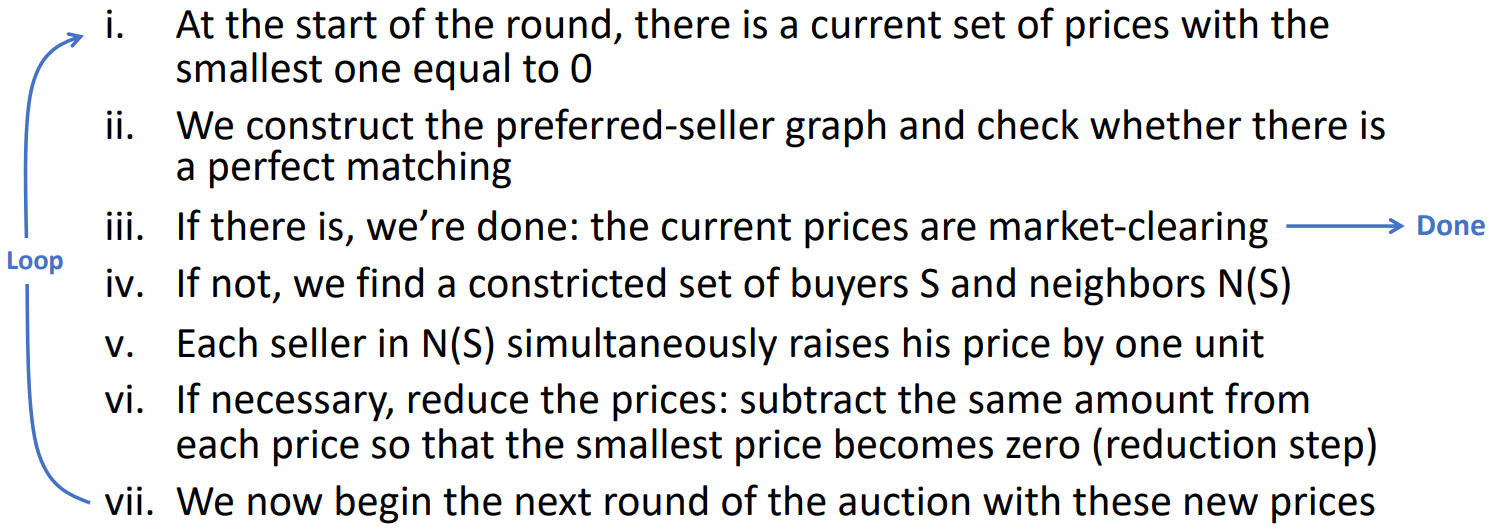 i. At the start of the round, there is a current set of prices with the
smallest one equal to 0
ii. We construct the preferred-seller graph and check whether there is
a perfect matching
iii. If there is, we’re done: the current prices are market-clearing Done
Loop
iv. If not, we find a constricted set of buyers S and neighbors N(S)
v. Each seller in N(S) simultaneously raises his price by one unit
vi. If necessary, reduce the prices: subtract the same amount from
each price so that the smallest price becomes zero (reduction step)
vii. We now begin the next round of the auction with these new prices